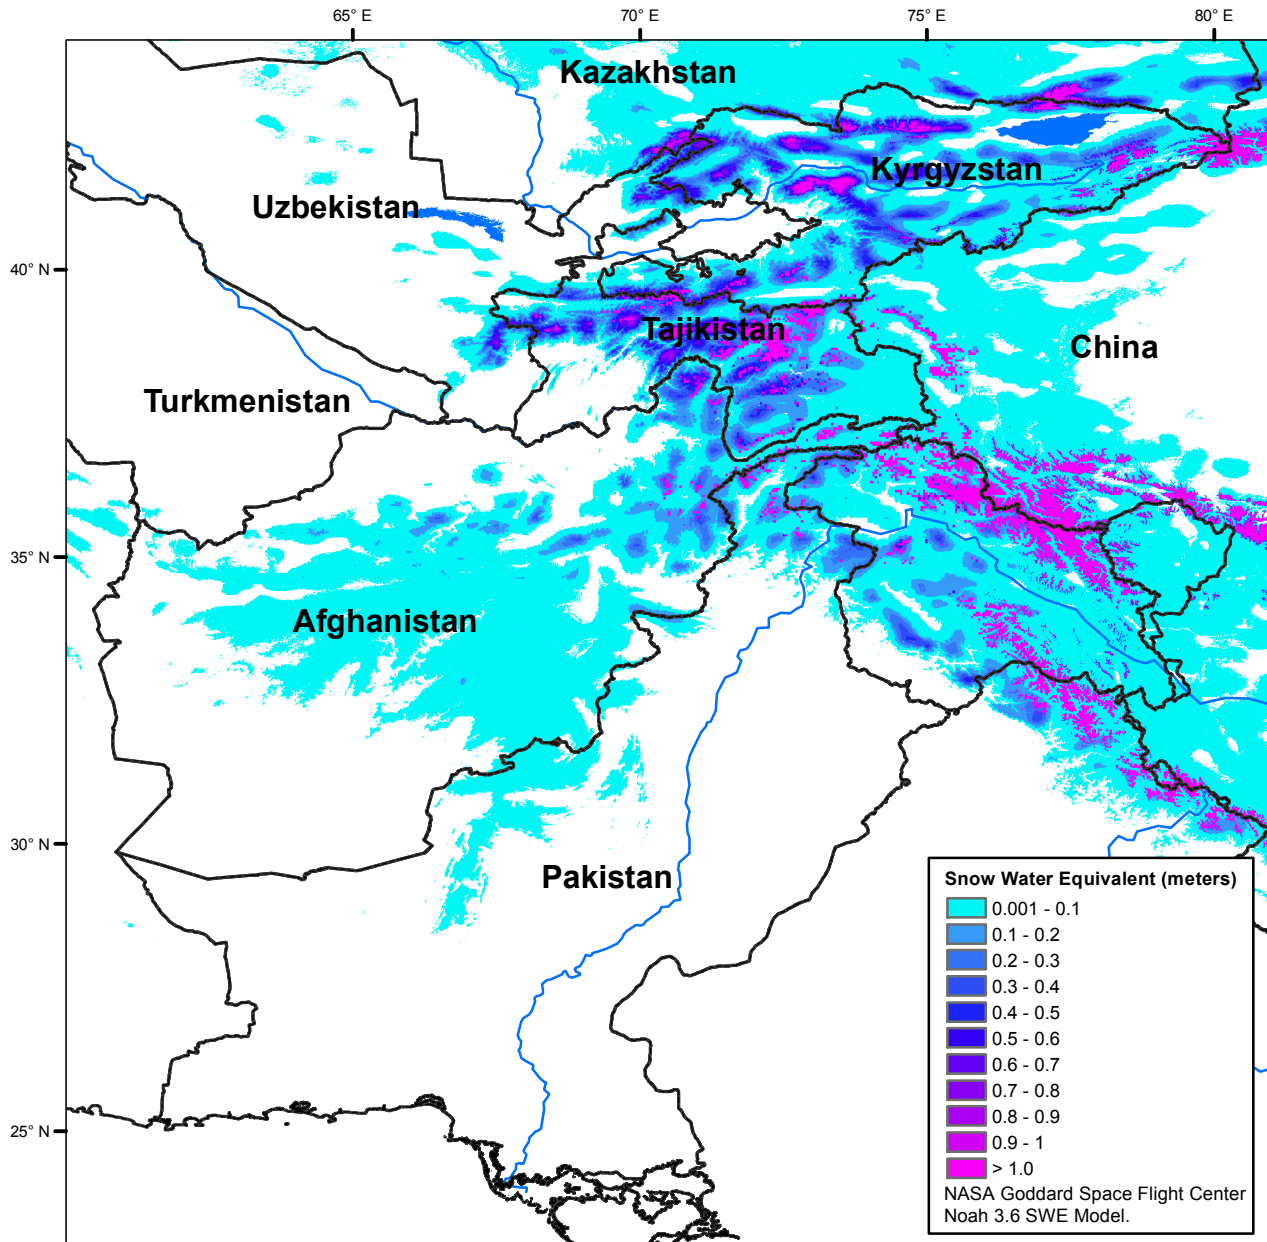 65° E
70° E
75° E
80° E
Kazakhstan
Kyrgyzstan
Uzbekistan
40° N
Tajikistan
China
Turkmenistan
35° N
Afghanistan
30° N
Pakistan
25° N
Snow Water Equivalent (meters)
0.001 - 0.1
0.1 - 0.2
0.2 - 0.3
0.3 - 0.4
0.4 - 0.5
0.5 - 0.6
0.6 - 0.7
0.7 - 0.8
0.8 - 0.9
0.9 - 1
> 1.0
NASA Goddard Space Flight Center
Noah 3.6 SWE Model.